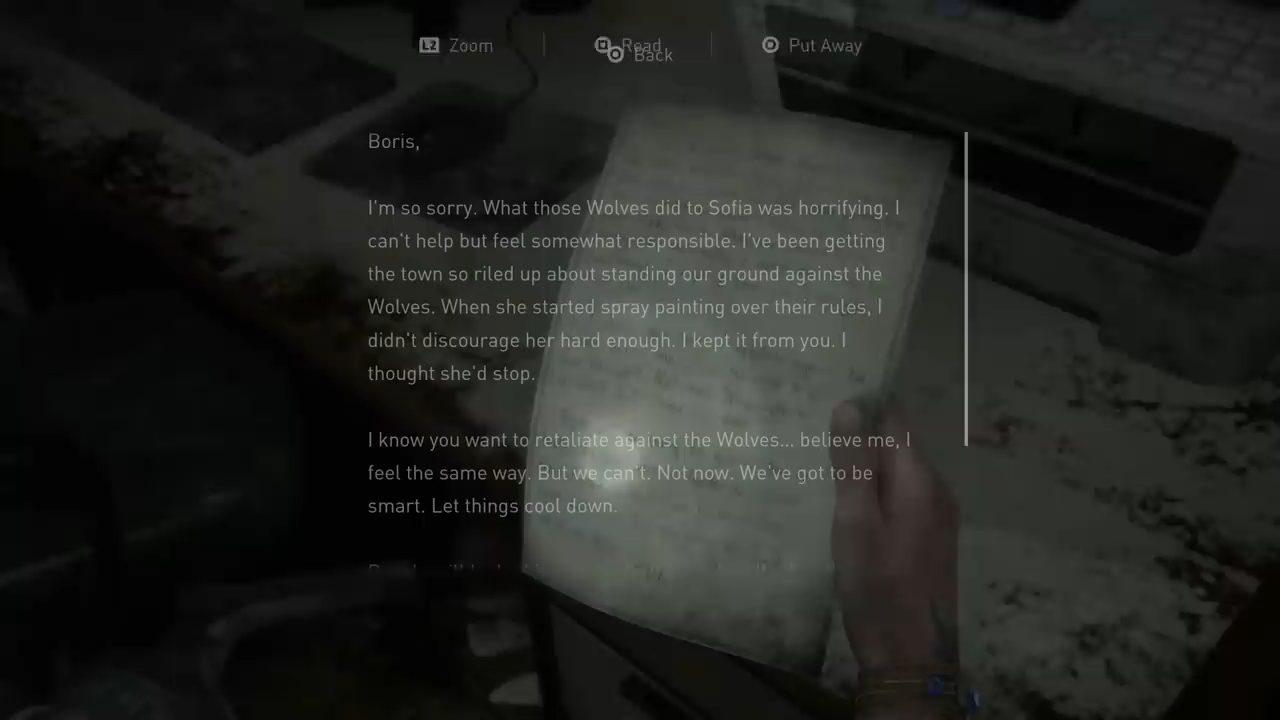 L2 Zoom
Read
Back
Put Away
Boris,
I'm so sorry. What those Wolves did to Sofia was horrifying. I
can't help but feel somewhat responsible. I've been getting
the town so riled up about standing our ground against the
Wolves. When she started spray painting over their rules, I
didn't discourage her hard enough. I kept it from you. I
thought she'd stop.
I know you want to retaliate against the Wolves... believe me, I
feel the same way. But we can't. Not now. We've got to be
smart. Let things cool down.